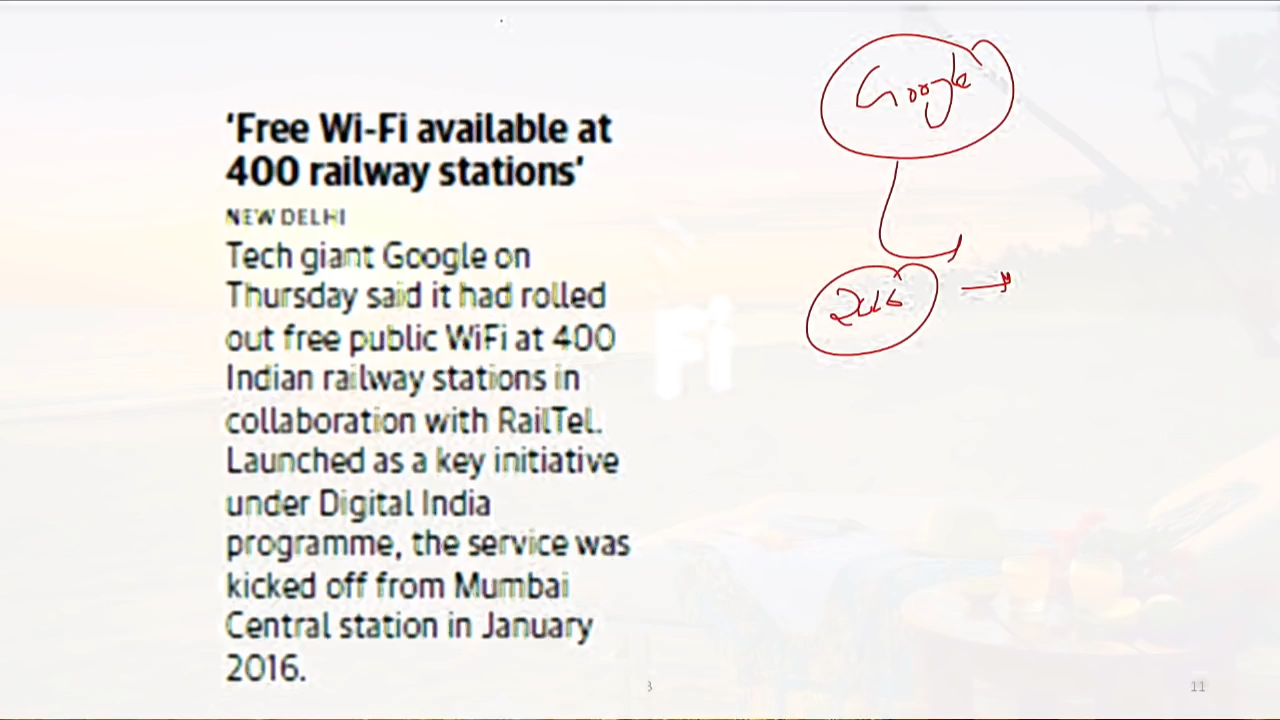 ‘Free Wi-Fi available at
400 railway stations’
NEW DELHI
Tech giant Google on
Thursday said it had rolled
out free public WiFi at 400
Indian railway stations in
collaboration with RailTel.
Launched as a key initiative
under Digital India
programme, the service was
kicked off from Mumbai
Central station in January
2016.
Google
2016
Fi
3
11